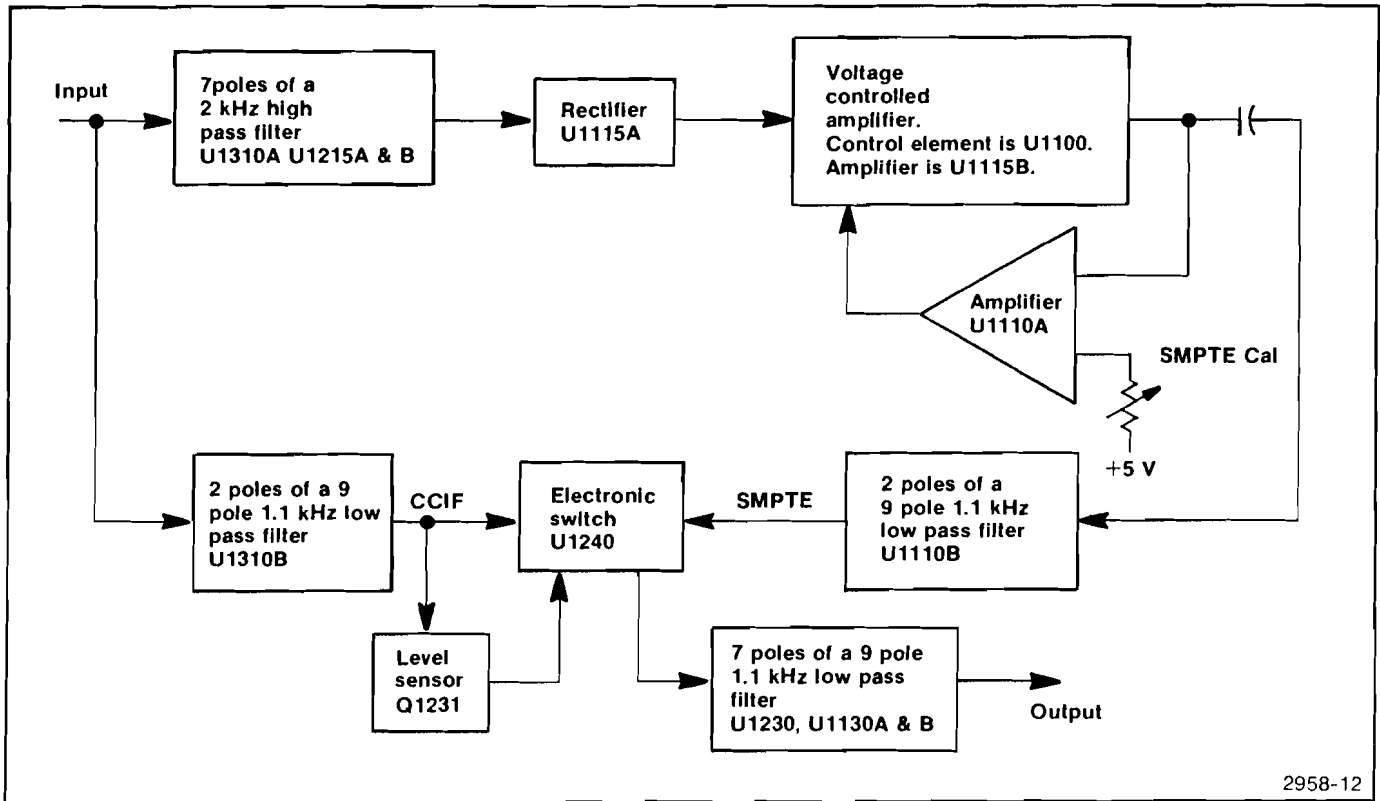 Input
7poles of a
2 kHz high
pass filter
U1310A U1215A & B
Rectifier
U1115A
Voltage
controlled
amplifier.
Control element is U1100.
Amplifier is U1115B.
Amplifier
U1110A
SMPTE Cal
+5 V
2 poles of a 9
pole 1.1 kHz low
pass filter
U1310B
CCIF
Electronic
switch
U1240
SMPTE
2 poles of a
9 pole 1.1 kHz
low pass filter
U1110B
Level
sensor
Q1231
7 poles of a 9 pole
1.1 kHz low pass
filter
U1230, U1130A & B
Output
2958-12